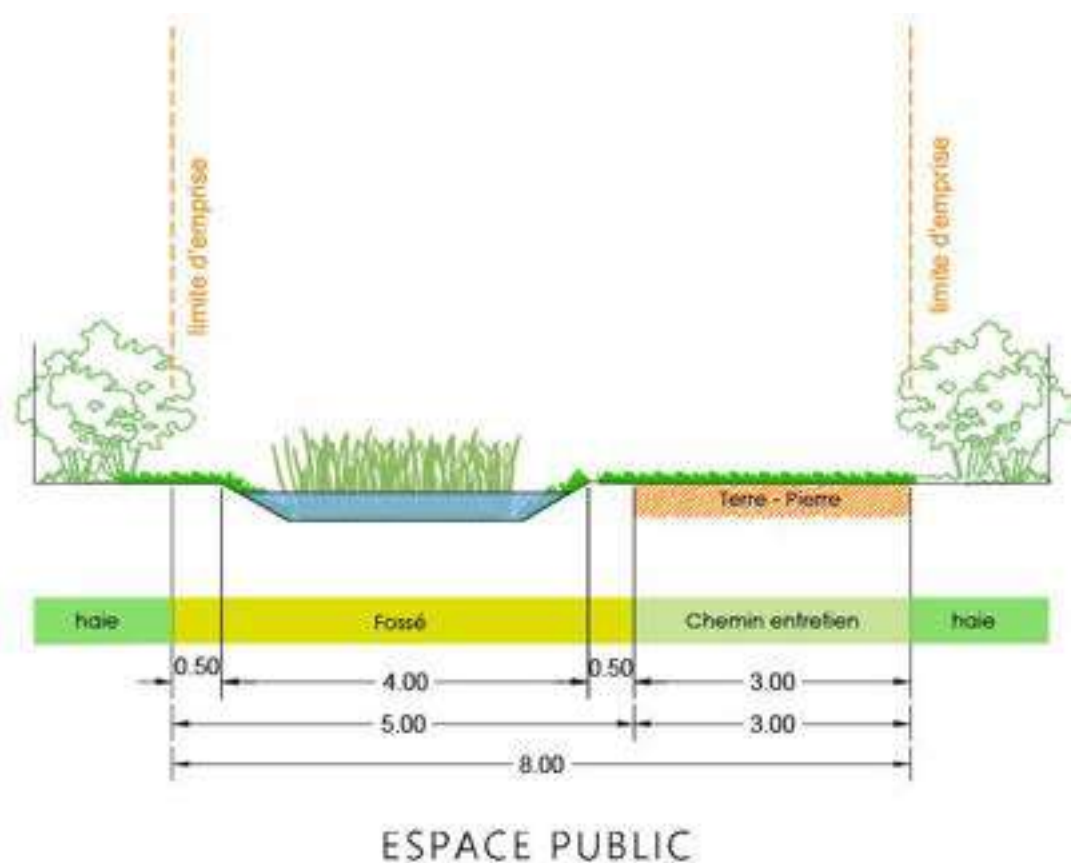 limite d'emprise
limite d'emprise
Terre - Pierre
haie
Fossé
Chemin entretien
haie
0.50
4.00
0.50
3.00
5.00
3.00
8.00
ESPACE PUBLIC